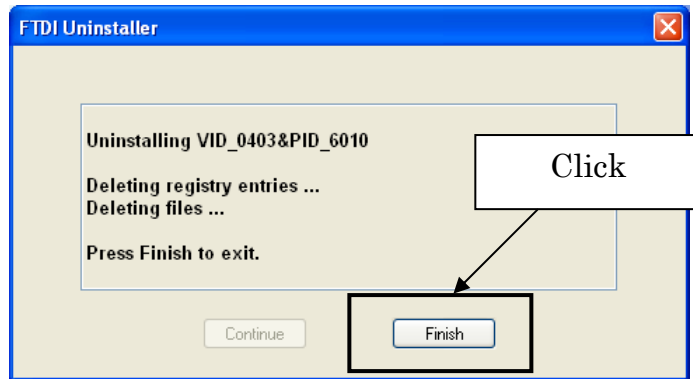 FTDI Uninstaller
Uninstalling VID_0403&PID_6010
Click
Deleting registry entries ...
Deleting files ...
Press Finish to exit.
Continue
Finish